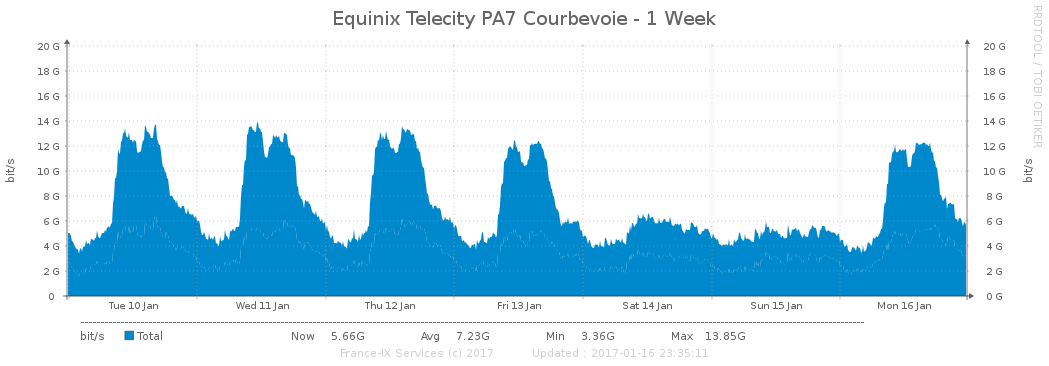 Equinix Telecity PA7 Courbevoie - 1 Week
RRDTOOL / TOBI OETIKER
20 G 20 G
18 G 18 G
16 G 16 G
14 G 14 G
12 G 12 G
10 G 10 G
8 G 8 G
6 G 6 G
4 G 4 G
2 G 2 G
0 0 G
bit/s
bit/s
Tue 10 Jan Wed 11 Jan Thu 12 Jan Fri 13 Jan Sat 14 Jan Sun 15 Jan Mon 16 Jan
bit/s Total Now 5.66G Avg 7.23G Min 3.36G Max 13.85G
France-IX Services (c) 2017 Updated : 2017-01-16 23:35:11